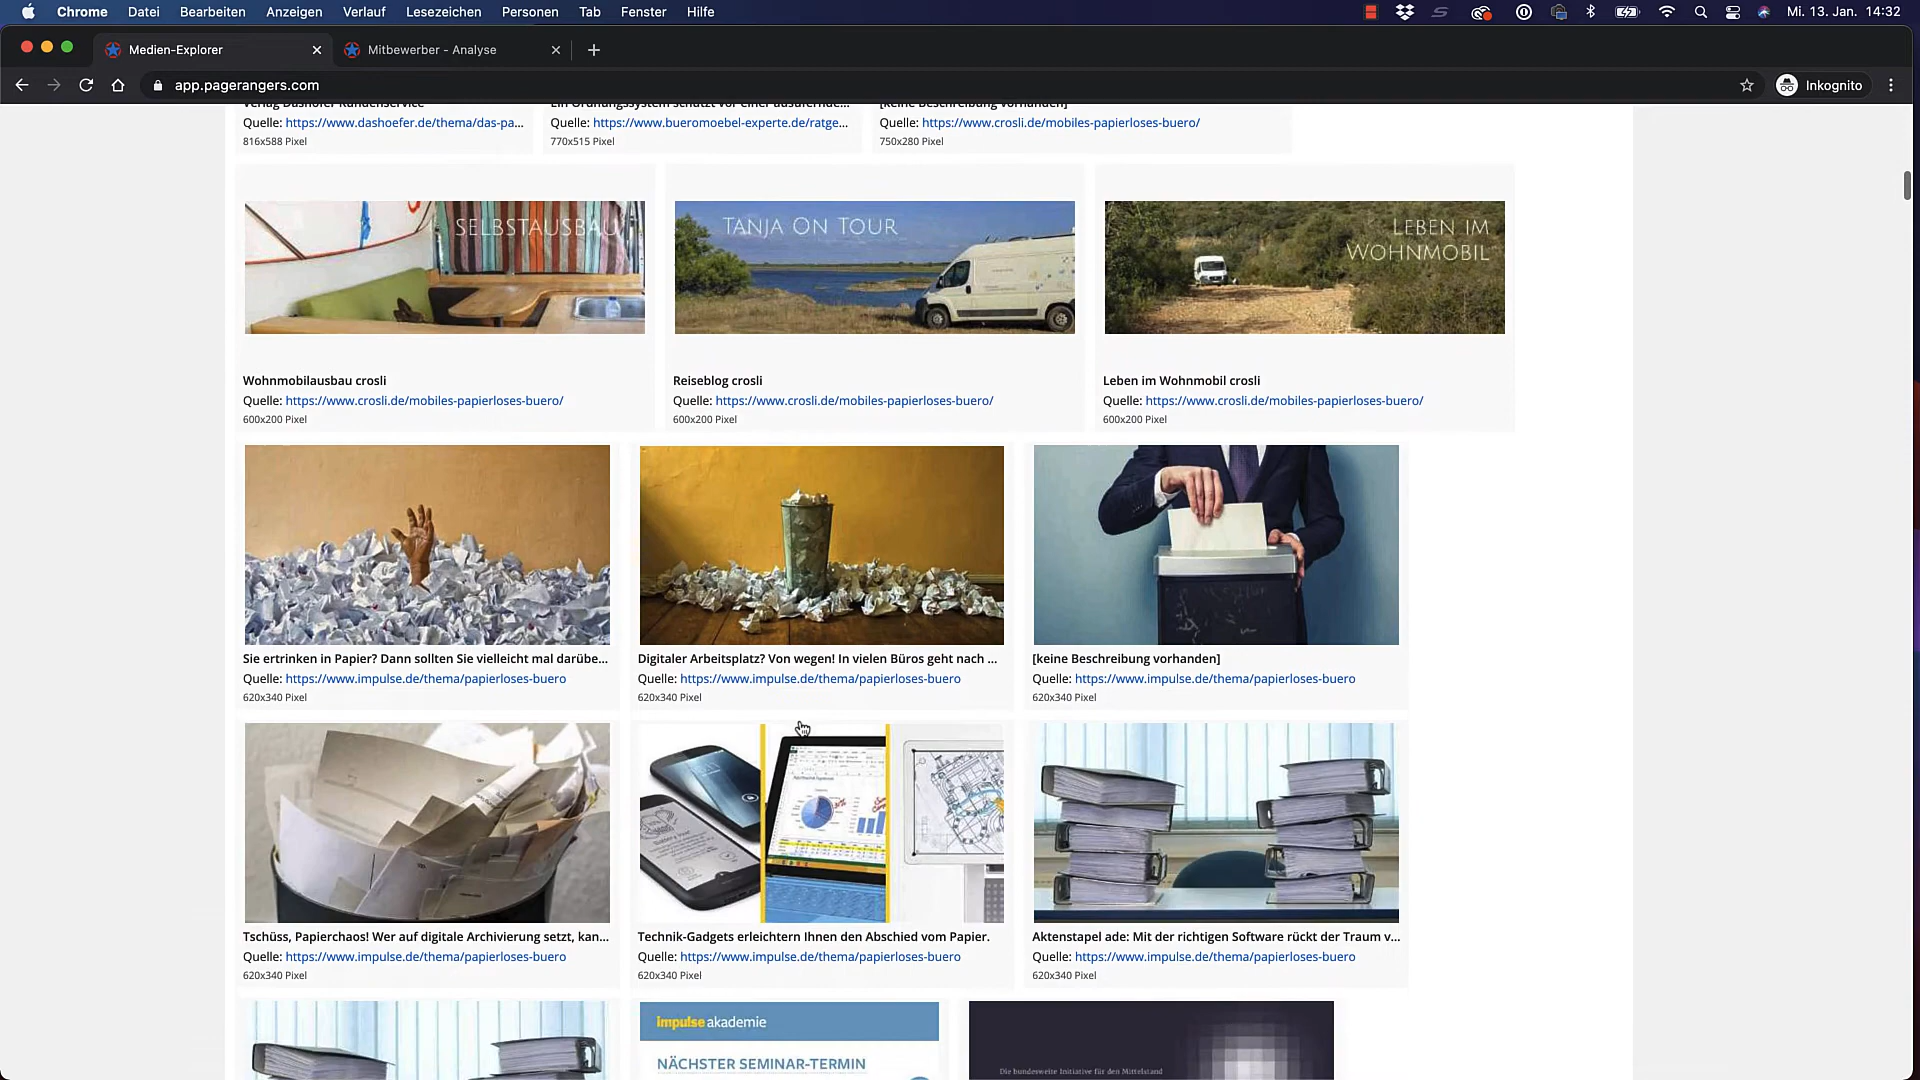 Chrome Datei Bearbeiten Anzeigen Verlauf Lesezeichen Personen Tab Fenster Hilfe
Mi. 13. Jan. 14:32
Medien-Explorer
Mitbewerber - Analyse
app.pagerangers.com
Inkognito
Verlag Dashöfer Kundenservice
Quelle: https://www.dashoefer.de/thema/das-pa...
816x588 Pixel
Ein Ordnungssystem schützt vor einer ausufernde...
Quelle: https://www.bueromoebel-experte.de/ratge...
770x515 Pixel
[keine Beschreibung vorhanden]
Quelle: https://www.crosli.de/mobiles-papierloses-buero/
750x280 Pixel
SELBSTAUSBAU
TANJA ON TOUR
LEBEN IM
WOHNMOBIL
Wohnmobilausbau crosli
Quelle: https://www.crosli.de/mobiles-papierloses-buero/
600x200 Pixel
Reiseblog crosli
Quelle: https://www.crosli.de/mobiles-papierloses-buero/
600x200 Pixel
Leben im Wohnmobil crosli
Quelle: https://www.crosli.de/mobiles-papierloses-buero/
600x200 Pixel
Sie ertrinken in Papier? Dann sollten Sie vielleicht mal darübe...
Quelle: https://www.impulse.de/thema/papierloses-buero
620x340 Pixel
Digitaler Arbeitsplatz? Von wegen! In vielen Büros geht nach ...
Quelle: https://www.impulse.de/thema/papierloses-buero
620x340 Pixel
[keine Beschreibung vorhanden]
Quelle: https://www.impulse.de/thema/papierloses-buero
620x340 Pixel
Tschüss, Papierchaos! Wer auf digitale Archivierung setzt, kan...
Quelle: https://www.impulse.de/thema/papierloses-buero
620x340 Pixel
Technik-Gadgets erleichtern Ihnen den Abschied vom Papier.
Quelle: https://www.impulse.de/thema/papierloses-buero
620x340 Pixel
Aktenstapel ade: Mit der richtigen Software rückt der Traum v...
Quelle: https://www.impulse.de/thema/papierloses-buero
620x340 Pixel
impulse akademie
NÄCHSTER SEMINAR-TERMIN
Die bundesweite Initiative für den Mittelstand